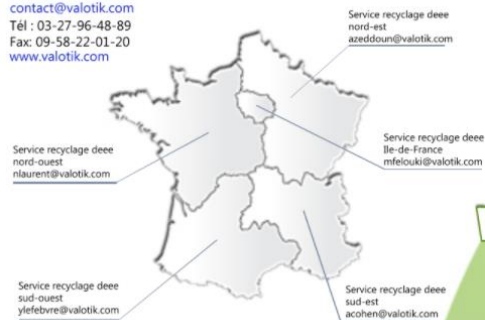 contact@valotik.com
Tél : 03-27-96-48-89
Fax: 09-58-22-01-20
www.valotik.com
Service recyclage deee
nord-est
azeddoun@valotik.com
Service recyclage deee
Ile-de-France
mfelouki@valotik.com
Service recyclage deee
nord-ouest
nlaurent@valotik.com
Service recyclage deee
sud-ouest
ylefebvre@valotik.com
Service recyclage deee
sud-est
acohen@valotik.com